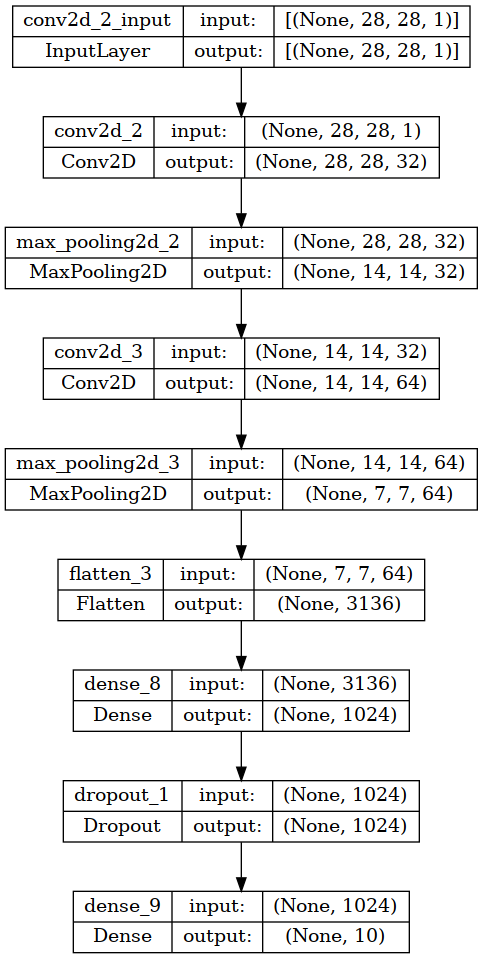 conv2d_2_input input: [(None, 28, 28, 1)]
InputLayer output: [(None, 28, 28, 1)]
conv2d_2 input: (None, 28, 28, 1)
Conv2D output: (None, 28, 28, 32)
max_pooling2d_2 input: (None, 28, 28, 32)
MaxPooling2D output: (None, 14, 14, 32)
conv2d_3 input: (None, 14, 14, 32)
Conv2D output: (None, 14, 14, 64)
max_pooling2d_3 input: (None, 14, 14, 64)
MaxPooling2D output: (None, 7, 7, 64)
flatten_3 input: (None, 7, 7, 64)
Flatten output: (None, 3136)
dense_8 input: (None, 3136)
Dense output: (None, 1024)
dropout_1 input: (None, 1024)
Dropout output: (None, 1024)
dense_9 input: (None, 1024)
Dense output: (None, 10)